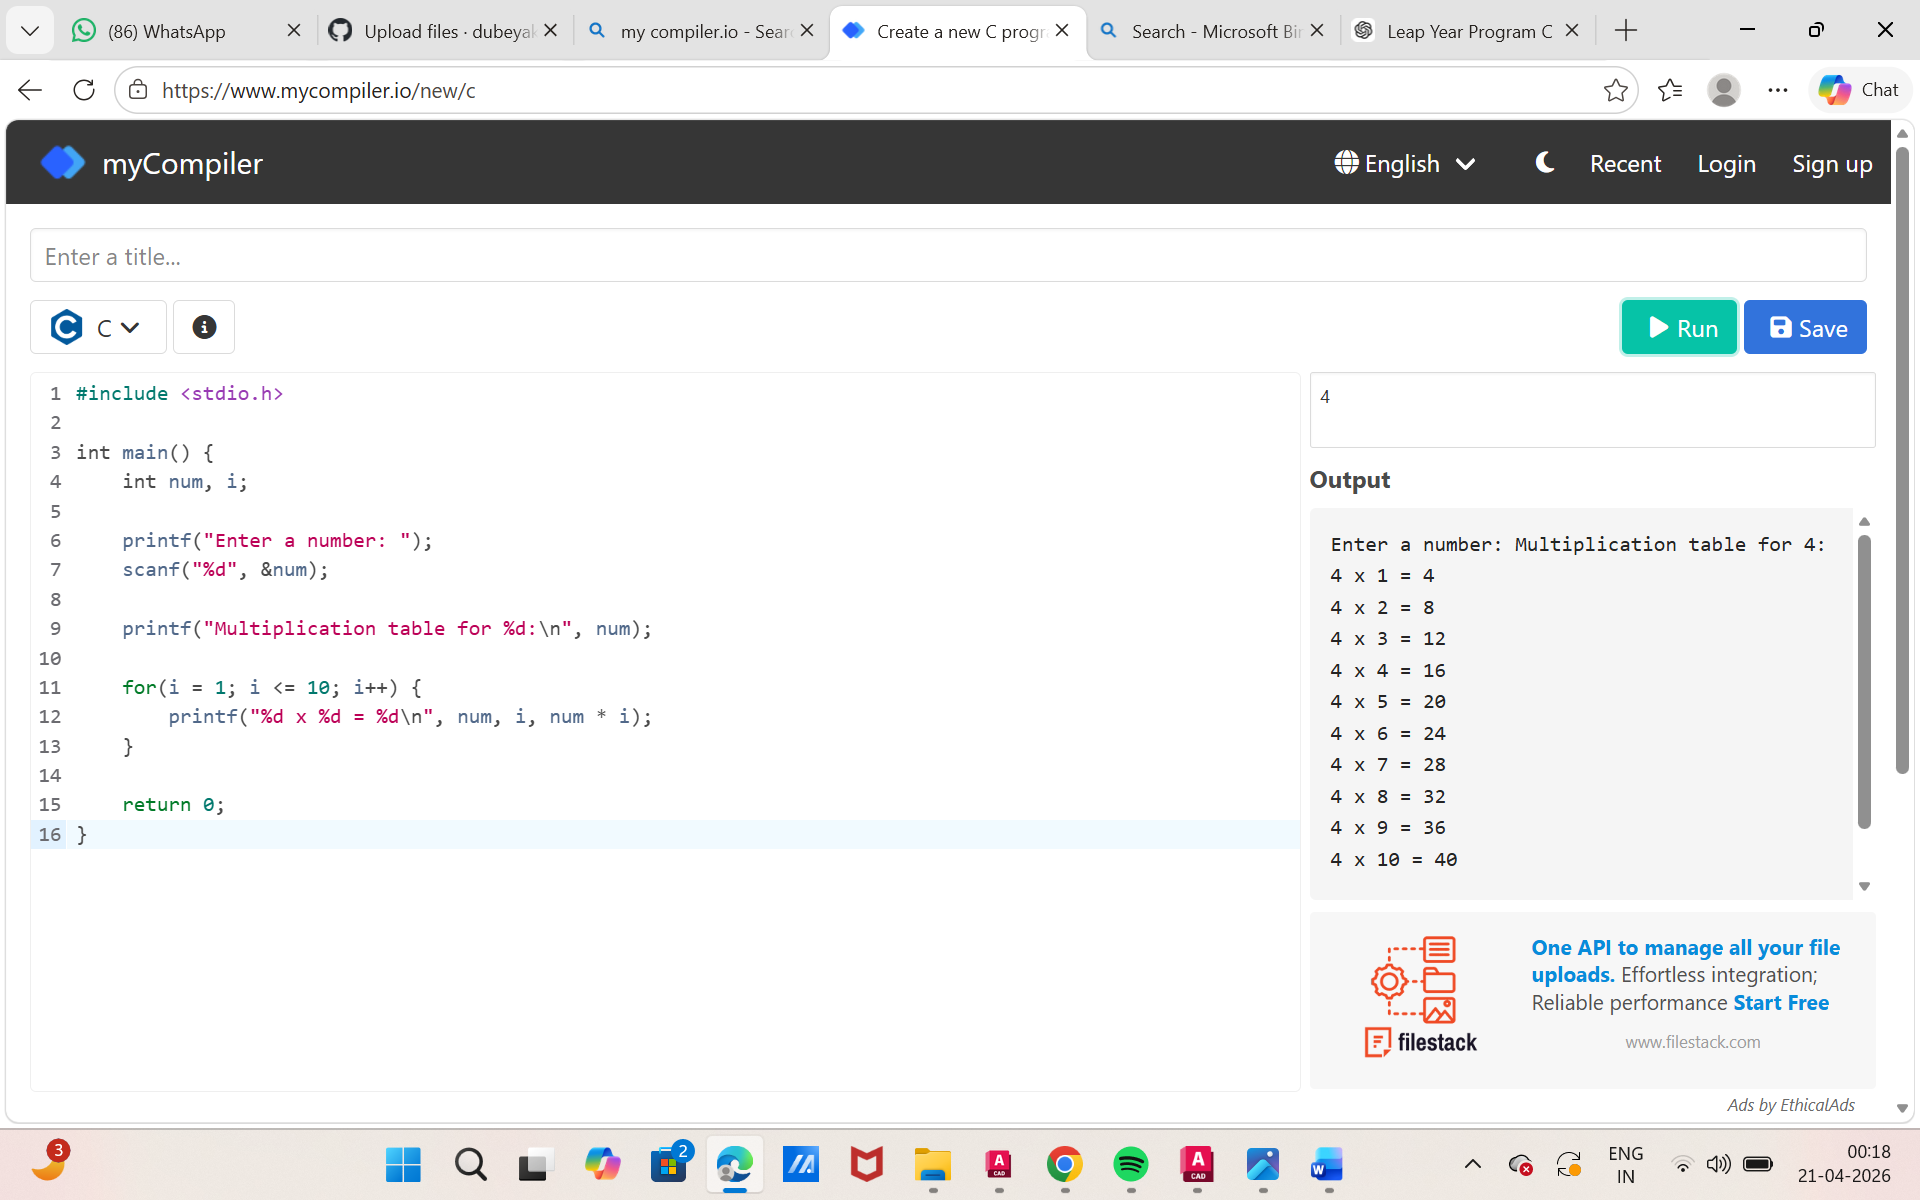 (86) WhatsApp
Upload files · dubeyak
my compiler.io - Sear
Create a new C progr
Search - Microsoft Bin
Leap Year Program C
https://www.mycompiler.io/new/c
Chat
myCompiler
English
Recent
Login
Sign up
Enter a title...
C
Run
Save
1 #include <stdio.h>
2
3 int main() {
4     int num, i;
5
6     printf("Enter a number: ");
7     scanf("%d", &num);
8
9     printf("Multiplication table for %d:\n", num);
10
11     for(i = 1; i <= 10; i++) {
12         printf("%d x %d = %d\n", num, i, num * i);
13     }
14
15     return 0;
16 }
4
Output
Enter a number: Multiplication table for 4:
4 x 1 = 4
4 x 2 = 8
4 x 3 = 12
4 x 4 = 16
4 x 5 = 20
4 x 6 = 24
4 x 7 = 28
4 x 8 = 32
4 x 9 = 36
4 x 10 = 40
filestack
One API to manage all your file
uploads. Effortless integration;
Reliable performance Start Free
www.filestack.com
Ads by EthicalAds
3
2
A
CAD
A
CAD
W
ENG
IN
00:18
21-04-2026